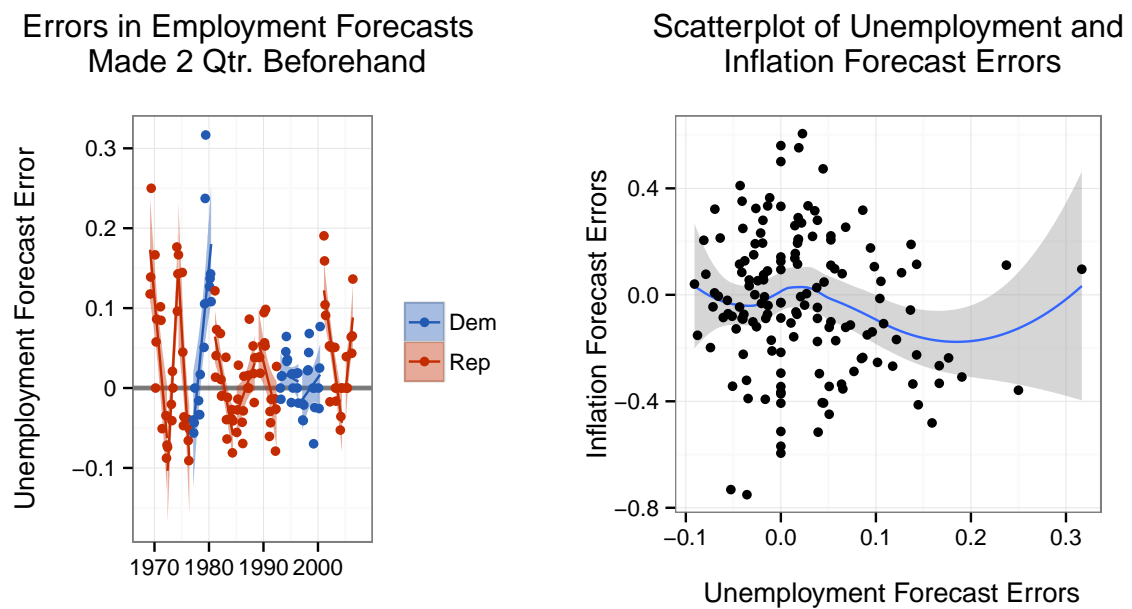 Errors in Employment Forecasts
Made 2 Qtr. Beforehand
Unemployment Forecast Error
0.3
0.2
0.1
0
−0.1
1970 1980 1990 2000
Dem
Rep
Scatterplot of Unemployment and
Inflation Forecast Errors
Inflation Forecast Errors
0.4
0.0
−0.4
−0.8
−0.1 0.0 0.1 0.2 0.3
Unemployment Forecast Errors